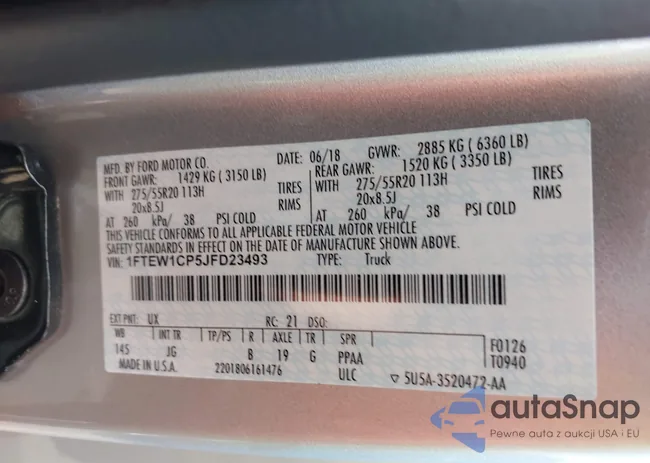 MFD. BY FORD MOTOR CO. DATE: 06/18 GVWR: 2885 KG (6360 LB)
FRONT GAWR: 1429 KG (3150 LB) REAR GAWR: 1520 KG (3350 LB)
WITH 275/55R20 113H TIRES WITH 275/55R20 113H TIRES
20x8.5J RIMS 20x8.5J RIMS
AT 260 kPa/ 38 PSI COLD AT 260 kPa/ 38 PSI COLD
THIS VEHICLE CONFORMS TO ALL APPLICABLE FEDERAL MOTOR VEHICLE
SAFETY STANDARDS IN EFFECT ON THE DATE OF MANUFACTURE SHOWN ABOVE.
VIN: 1FTEW1CP5JFD23493 TYPE: Truck
EXT PNT: UX RC: 21 DSO:
WB INT TR TP/PS R AXLE TR SPR F0126
145 JG B 19 G PPAA T0940
MADE IN U.S.A. 2201806161476 ULC ▽ 5U5A-3520472-AA
autaSnap
Pewne auta z aukcji USA i EU